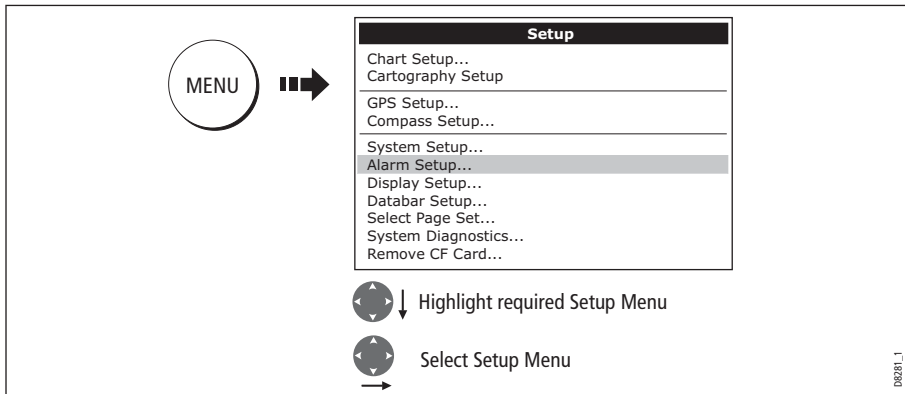 MENU
Setup
Chart Setup...
Cartography Setup
GPS Setup...
Compass Setup...
System Setup...
Alarm Setup...
Display Setup...
Databar Setup...
Select Page Set...
System Diagnostics...
Remove CF Card...
Highlight required Setup Menu
Select Setup Menu
D8281_1